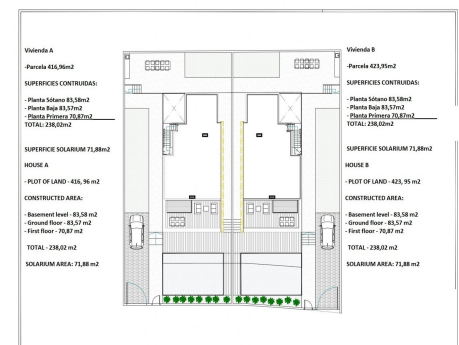 Vivienda A
-Parcela 416,96m2
SUPERFICIES CONTRUIDAS:
- Planta Sótano 83,58m2
- Planta Baja 83,57m2
- Planta Primera 70,87m2
TOTAL: 238,02m2
SUPERFICIE SOLARIUM 71,88m2
HOUSE A
- PLOT OF LAND - 416, 96 m2
CONSTRUCTED AREA:
- Basement level - 83,58 m2
- Ground floor - 83,57 m2
- First floor - 70,87 m2
TOTAL - 238,02 m2
SOLARIUM AREA: 71,88 m2
Vivienda B
-Parcela 423,95m2
SUPERFICIES CONTRUIDAS:
- Planta Sótano 83,58m2
- Planta Baja 83,57m2
- Planta Primera 70,87m2
TOTAL: 238,02m2
SUPERFICIE SOLARIUM 71,88m2
HOUSE B
- PLOT OF LAND - 423, 95 m2
CONSTRUCTED AREA:
- Basement level - 83,58 m2
- Ground floor - 83,57 m2
- First floor - 70,87 m2
TOTAL - 238,02 m2
SOLARIUM AREA: 71,88 m2